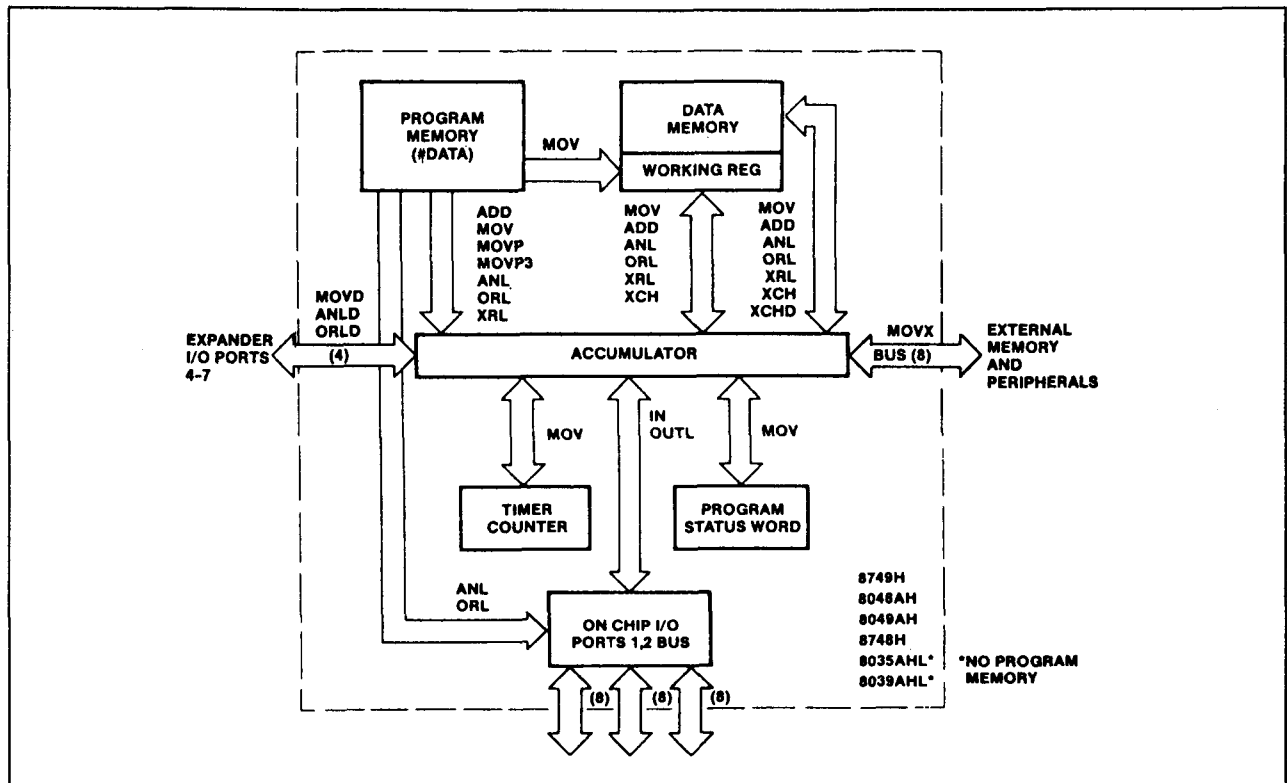 PROGRAM
MEMORY
(#DATA)
MOV
DATA
MEMORY
WORKING REG
ADD
MOV
MOVP
MOVP3
ANL
ORL
XRL
MOV
ADD
ANL
ORL
XRL
XCH
MOV
ADD
ANL
ORL
XRL
XCH
XCHD
MOVD
ANLD
ORLD
(4)
EXPANDER
I/O PORTS
4-7
ACCUMULATOR
MOVX
BUS (8)
EXTERNAL
MEMORY
AND
PERIPHERALS
MOV
IN
OUTL
MOV
TIMER
COUNTER
PROGRAM
STATUS WORD
ANL
ORL
ON CHIP I/O
PORTS 1,2 BUS
(8)
(8)
(8)
8749H
8048AH
8049AH
8748H
8035AHL*
8039AHL*
*NO PROGRAM
MEMORY